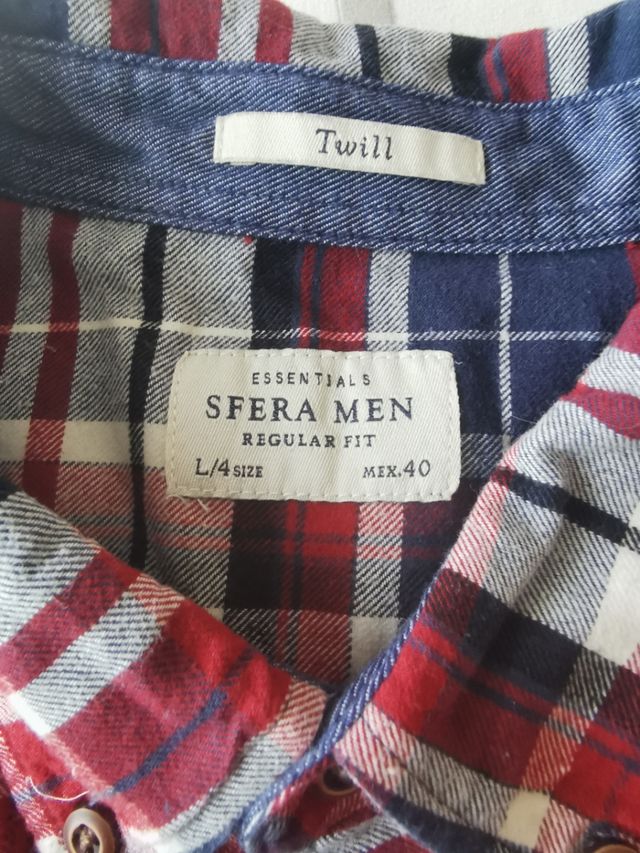 Twill
ESSENTIALS
SFERA MEN
REGULAR FIT
L/4 SIZE MEX.40